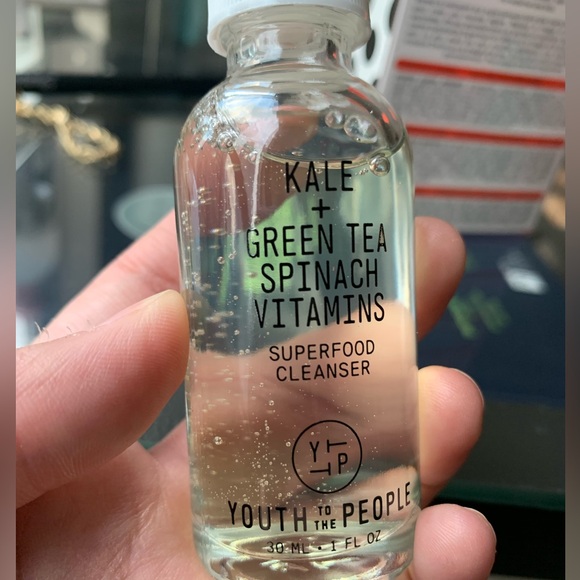 KALE
+
GREEN TEA
SPINACH
VITAMINS
SUPERFOOD
CLEANSER
YTTP
YOUTH TO THE PEOPLE
30 ML • 1 FL OZ